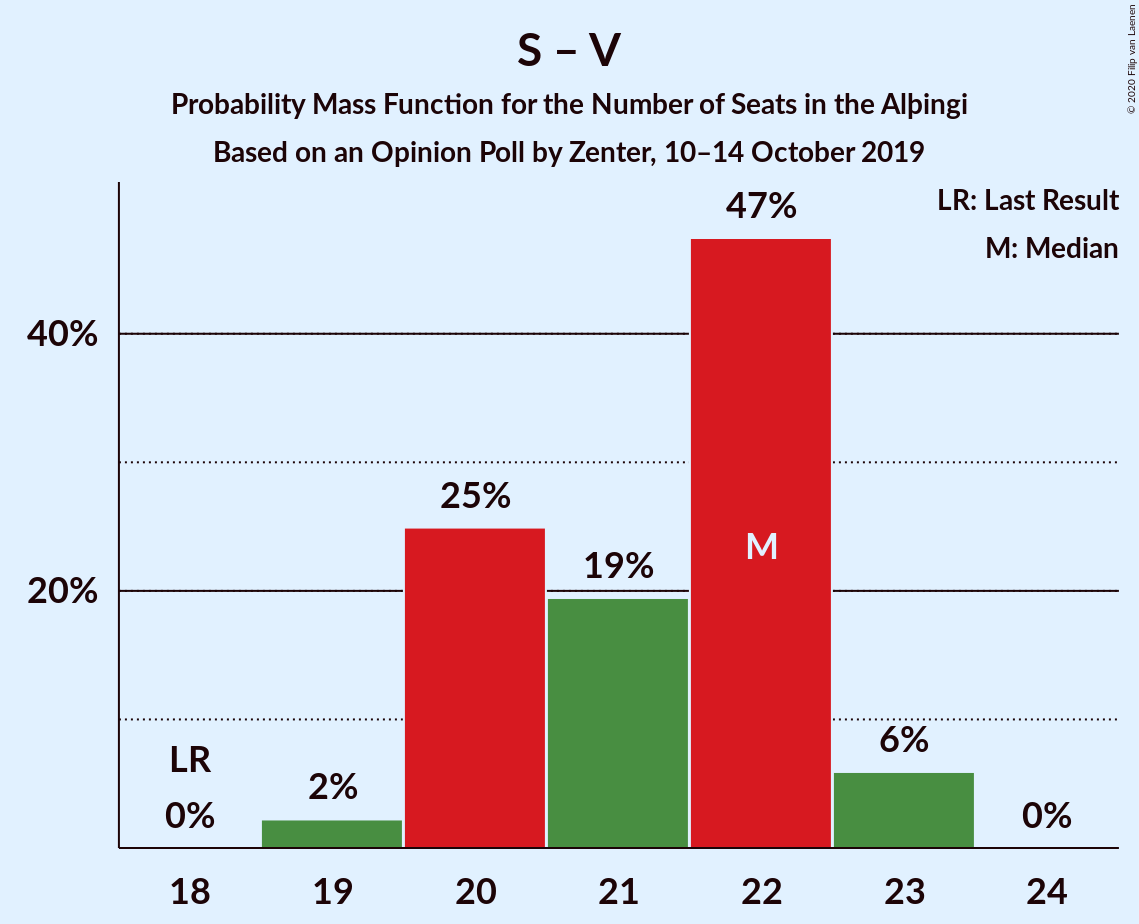 S – V
Probability Mass Function for the Number of Seats in the Alþingi
Based on an Opinion Poll by Zenter, 10–14 October 2019
© 2020 Filip van Laenen
LR: Last Result
M: Median
47%
40%
25%
M
19%
20%
LR
6%
2%
0%
0%
18
19
20
21
22
23
24